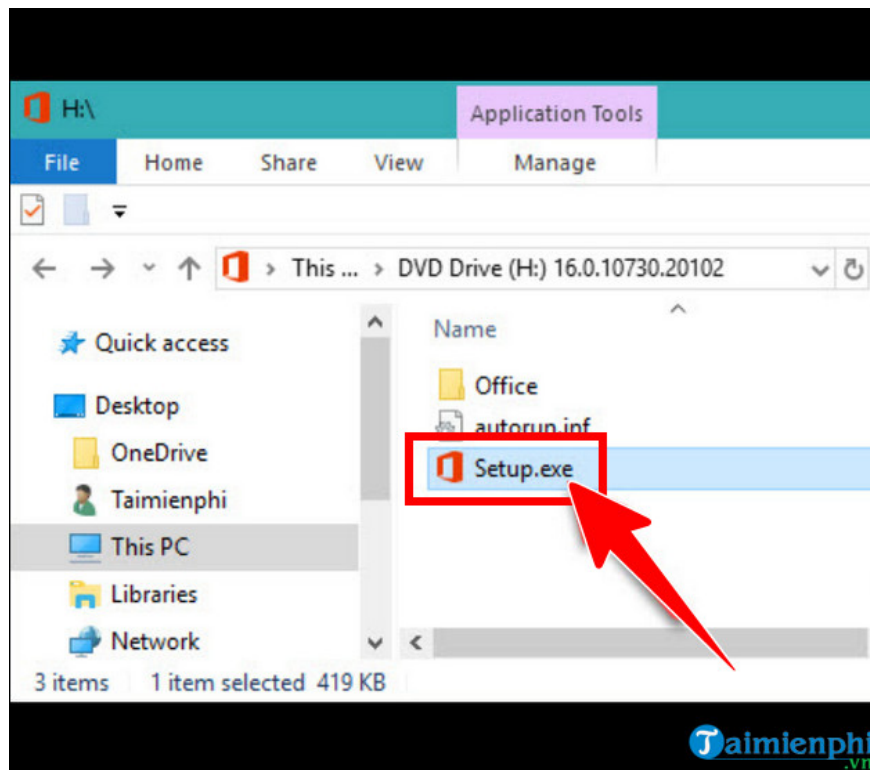 H:\
Application Tools
File Home Share View Manage
This ... DVD Drive (H:) 16.0.10730.20102
Quick access
Desktop
OneDrive
Taimienphi
This PC
Libraries
Network
Name
Office
autorun.inf
Setup.exe
3 items 1 item selected 419 KB
Taimienphi
.vn